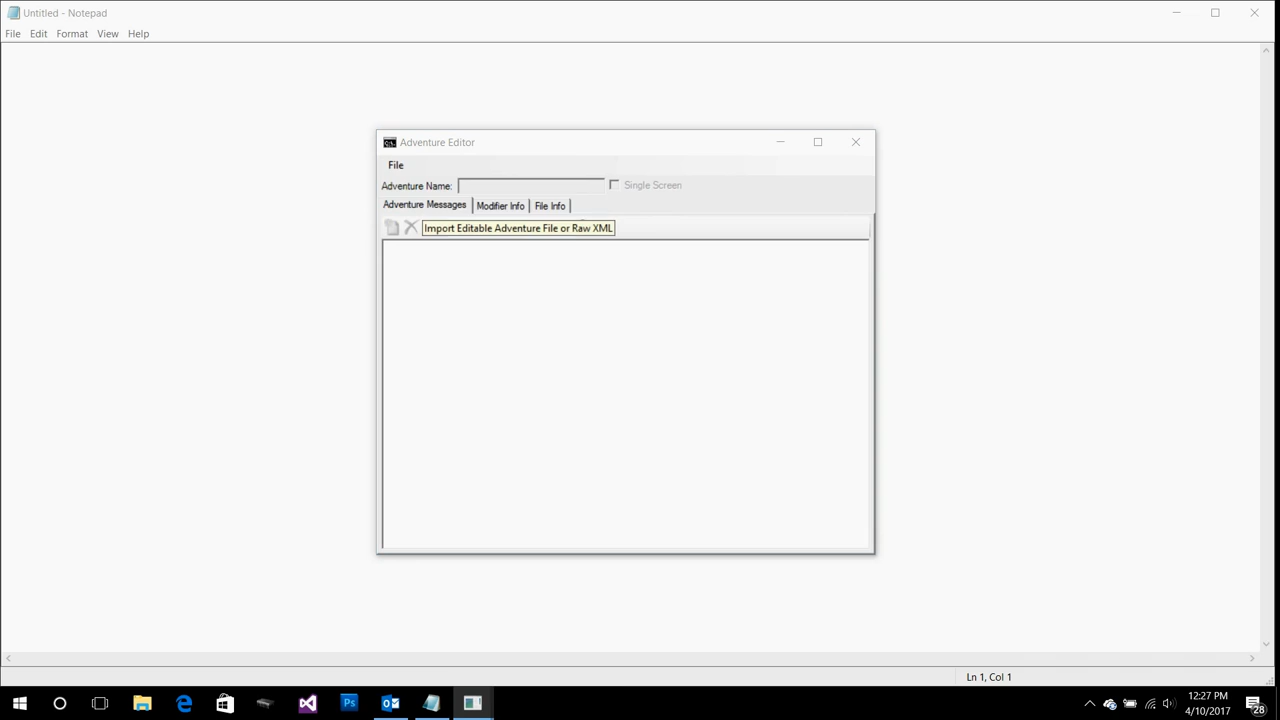 Untitled - Notepad
File Edit Format View Help
Adventure Editor
File
Adventure Name: Single Screen
Adventure Messages Modifier Info File Info
Import Editable Adventure File or Raw XML
Ln 1, Col 1
Ps
12:27 PM
4/10/2017
28